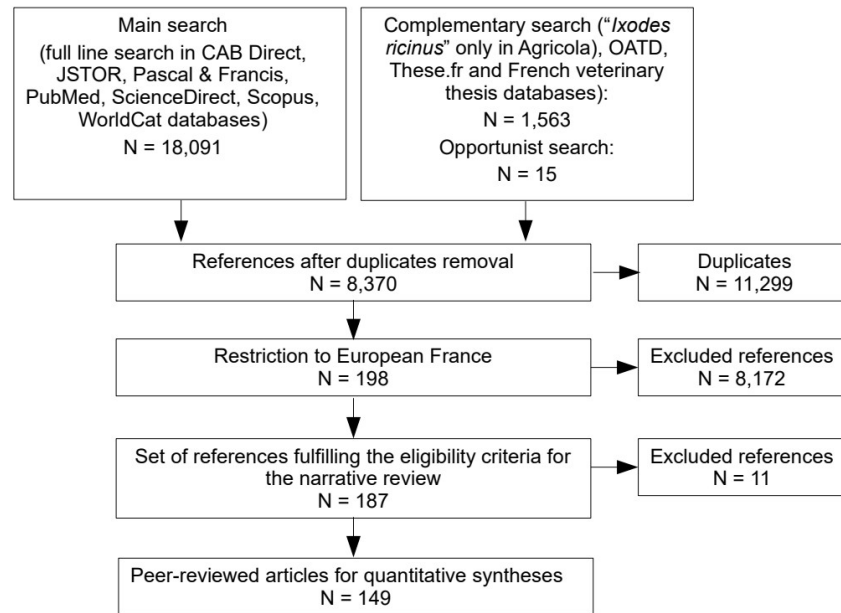 Main search
(full line search in CAB Direct,
JSTOR, Pascal & Francis,
PubMed, ScienceDirect, Scopus,
WorldCat databases)
N = 18,091
Complementary search (“Ixodes
ricinus” only in Agricola), OATD,
These.fr and French veterinary
thesis databases):
N = 1,563
Opportunist search:
N = 15
References after duplicates removal
N = 8,370
Duplicates
N = 11,299
Restriction to European France
N = 198
Excluded references
N = 8,172
Set of references fulfilling the eligibility criteria for
the narrative review
N = 187
Excluded references
N = 11
Peer-reviewed articles for quantitative syntheses
N = 149